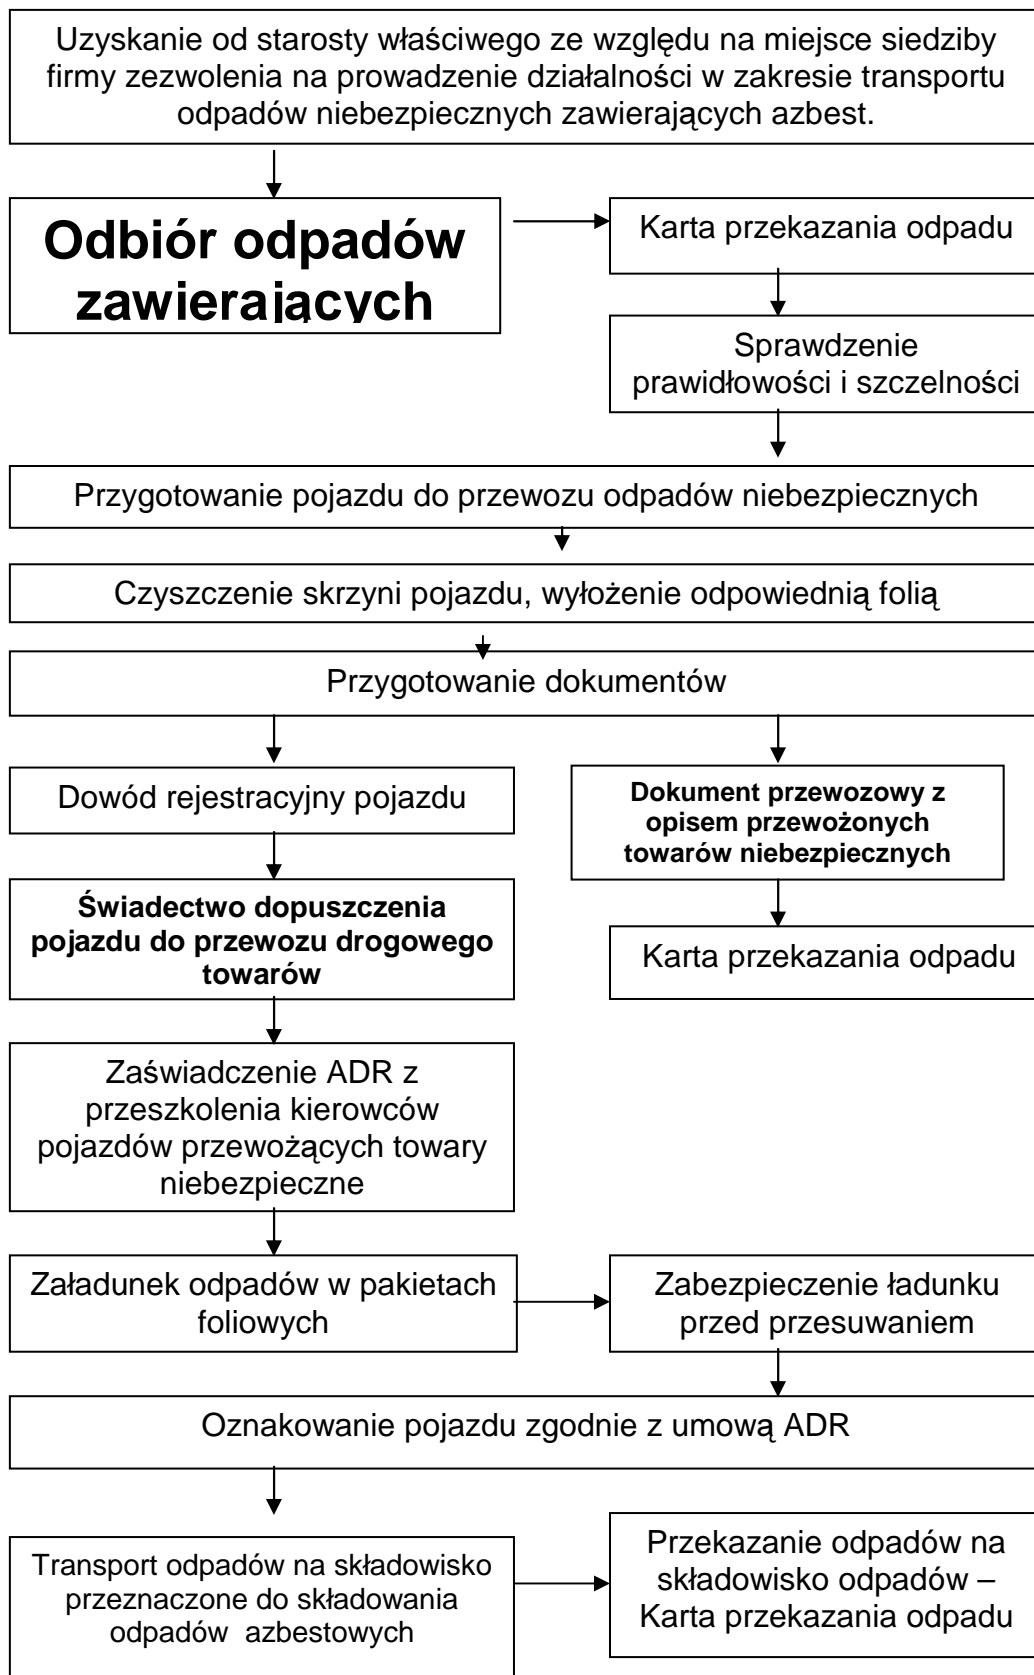 Uzyskanie od starosty właściwego ze względu na miejsce siedziby
firmy zezwolenia na prowadzenie działalności w zakresie transportu
odpadów niebezpiecznych zawierających azbest.
Odbiór odpadów
zawierających
Karta przekazania odpadu
Sprawdzenie
prawidłowości i szczelności
Przygotowanie pojazdu do przewozu odpadów niebezpiecznych
Czyszczenie skrzyni pojazdu, wyłożenie odpowiednią folią
Przygotowanie dokumentów
Dowód rejestracyjny pojazdu
Dokument przewozowy z
opisem przewożonych
towarów niebezpiecznych
Świadectwo dopuszczenia
pojazdu do przewozu drogowego
towarów
Karta przekazania odpadu
Zaświadczenie ADR z
przeszkolenia kierowców
pojazdów przewożących towary
niebezpieczne
Załadunek odpadów w pakietach
foliowych
Zabezpieczenie ładunku
przed przesuwaniem
Oznakowanie pojazdu zgodnie z umową ADR
Transport odpadów na składowisko
przeznaczone do składowania
odpadów azbestowych
Przekazanie odpadów na
składowisko odpadów –
Karta przekazania odpadu